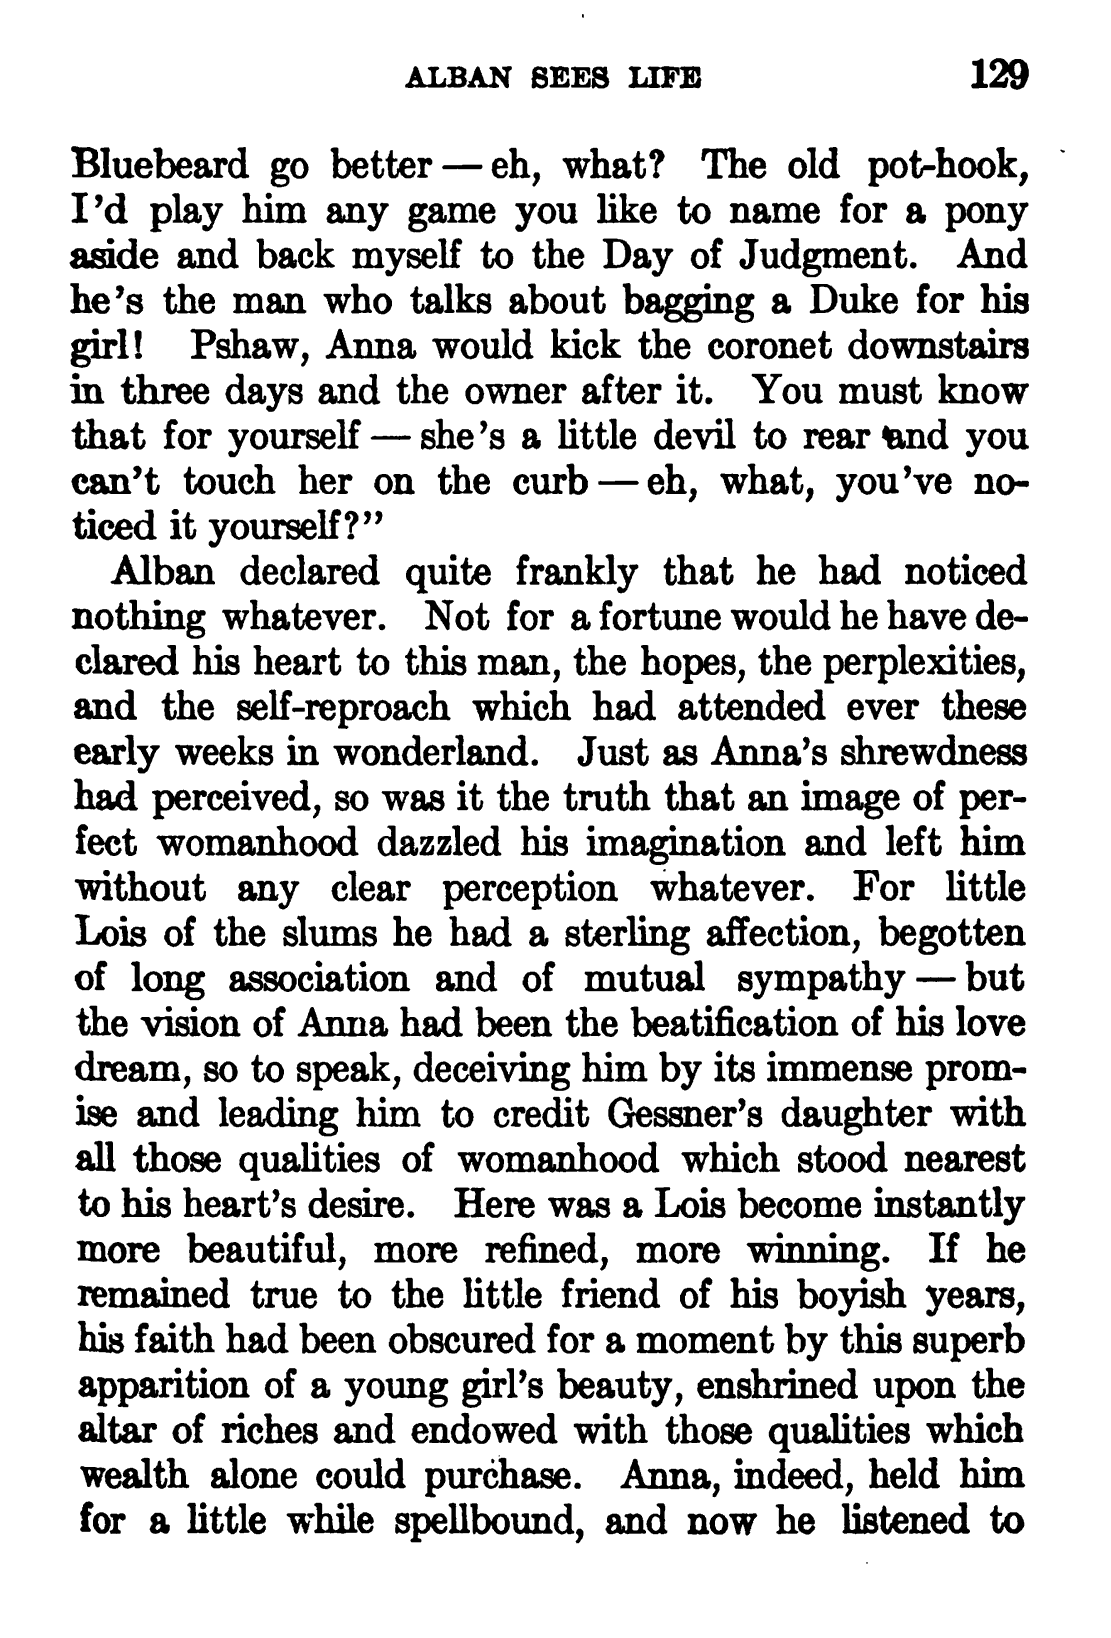 ALBAN SEES LIFE 129
Bluebeard go better — eh, what? The old pot-hook,
I'd play him any game you like to name for a pony
aside and back myself to the Day of Judgment. And
he's the man who talks about bagging a Duke for his
girl! Pshaw, Anna would kick the coronet downstairs
in three days and the owner after it. You must know
that for yourself — she's a little devil to rear and you
can't touch her on the curb — eh, what, you've no-
ticed it yourself?"
Alban declared quite frankly that he had noticed
nothing whatever. Not for a fortune would he have de-
clared his heart to this man, the hopes, the perplexities,
and the self-reproach which had attended ever these
early weeks in wonderland. Just as Anna's shrewdness
had perceived, so was it the truth that an image of per-
fect womanhood dazzled his imagination and left him
without any clear perception whatever. For little
Lois of the slums he had a sterling affection, begotten
of long association and of mutual sympathy — but
the vision of Anna had been the beatification of his love
dream, so to speak, deceiving him by its immense prom-
ise and leading him to credit Gessner's daughter with
all those qualities of womanhood which stood nearest
to his heart's desire. Here was a Lois become instantly
more beautiful, more refined, more winning. If he
remained true to the little friend of his boyish years,
his faith had been obscured for a moment by this superb
apparition of a young girl's beauty, enshrined upon the
altar of riches and endowed with those qualities which
wealth alone could purchase. Anna, indeed, held him
for a little while spellbound, and now he listened to